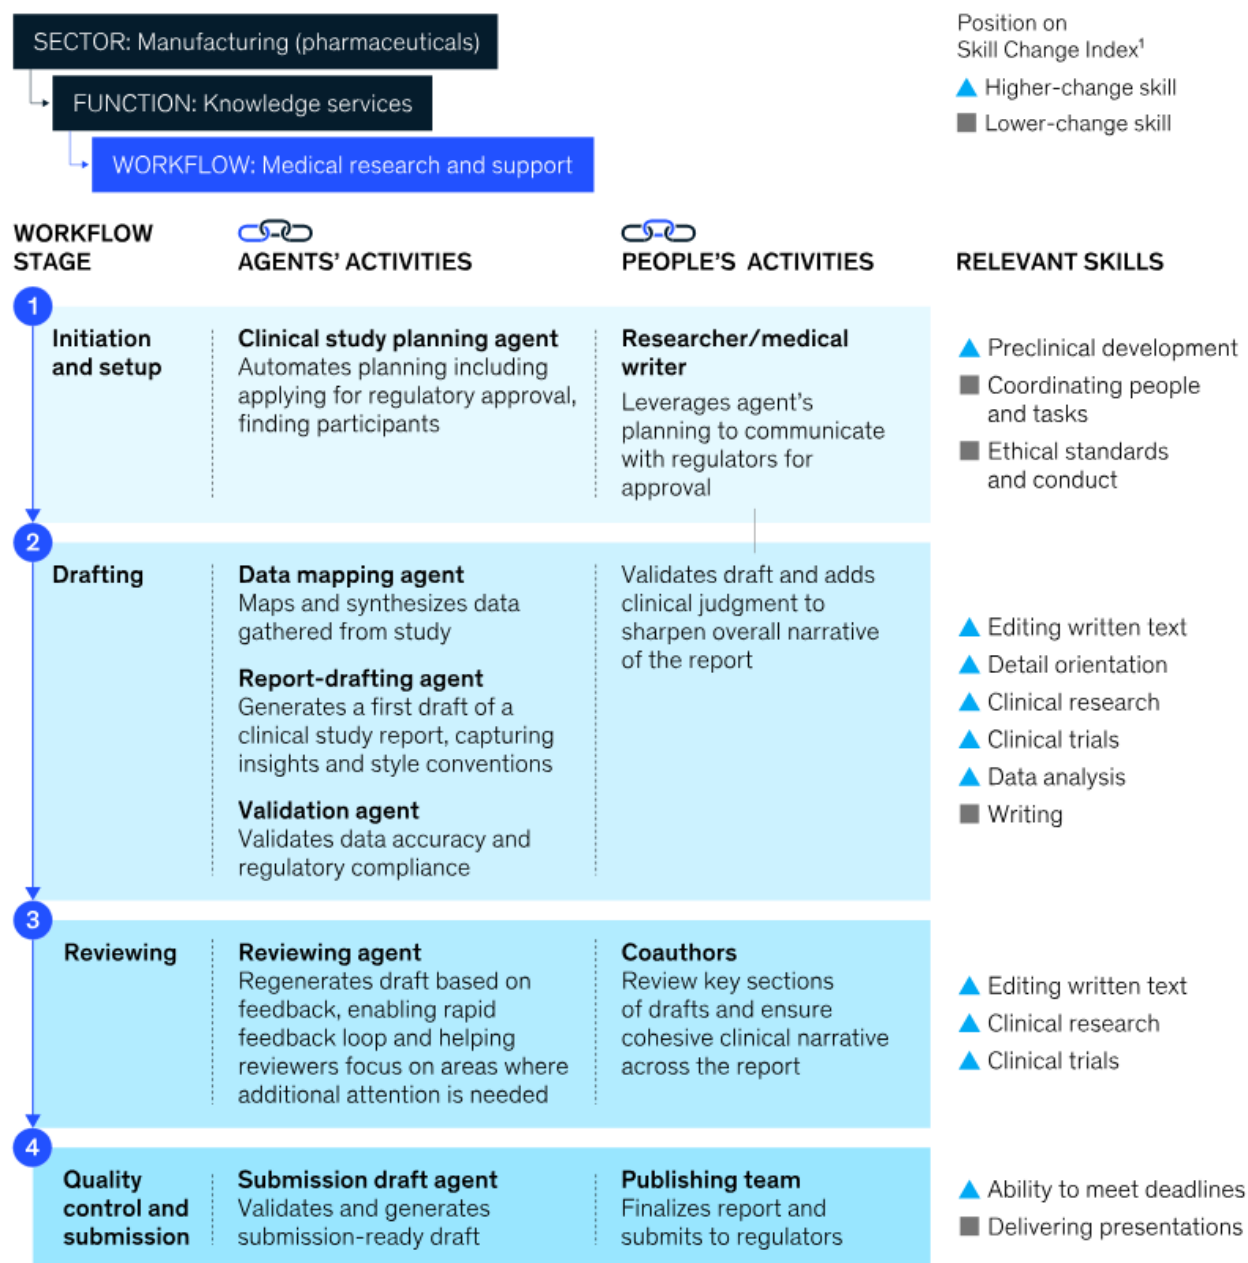 SECTOR: Manufacturing (pharmaceuticals)
FUNCTION: Knowledge services
WORKFLOW: Medical research and support
Position on
Skill Change Index¹
Higher-change skill
Lower-change skill
WORKFLOW
STAGE
AGENTS' ACTIVITIES
PEOPLE'S ACTIVITIES
RELEVANT SKILLS
1
Initiation
and setup
Clinical study planning agent
Automates planning including
applying for regulatory approval,
finding participants
Researcher/medical
writer
Leverages agent's
planning to communicate
with regulators for
approval
Preclinical development
Coordinating people
and tasks
Ethical standards
and conduct
2
Drafting
Data mapping agent
Maps and synthesizes data
gathered from study
Report-drafting agent
Generates a first draft of a
clinical study report, capturing
insights and style conventions
Validation agent
Validates data accuracy and
regulatory compliance
Validates draft and adds
clinical judgment to
sharpen overall narrative
of the report
Editing written text
Detail orientation
Clinical research
Clinical trials
Data analysis
Writing
3
Reviewing
Reviewing agent
Regenerates draft based on
feedback, enabling rapid
feedback loop and helping
reviewers focus on areas where
additional attention is needed
Coauthors
Review key sections
of drafts and ensure
cohesive clinical narrative
across the report
Editing written text
Clinical research
Clinical trials
4
Quality
control and
submission
Submission draft agent
Validates and generates
submission-ready draft
Publishing team
Finalizes report and
submits to regulators
Ability to meet deadlines
Delivering presentations